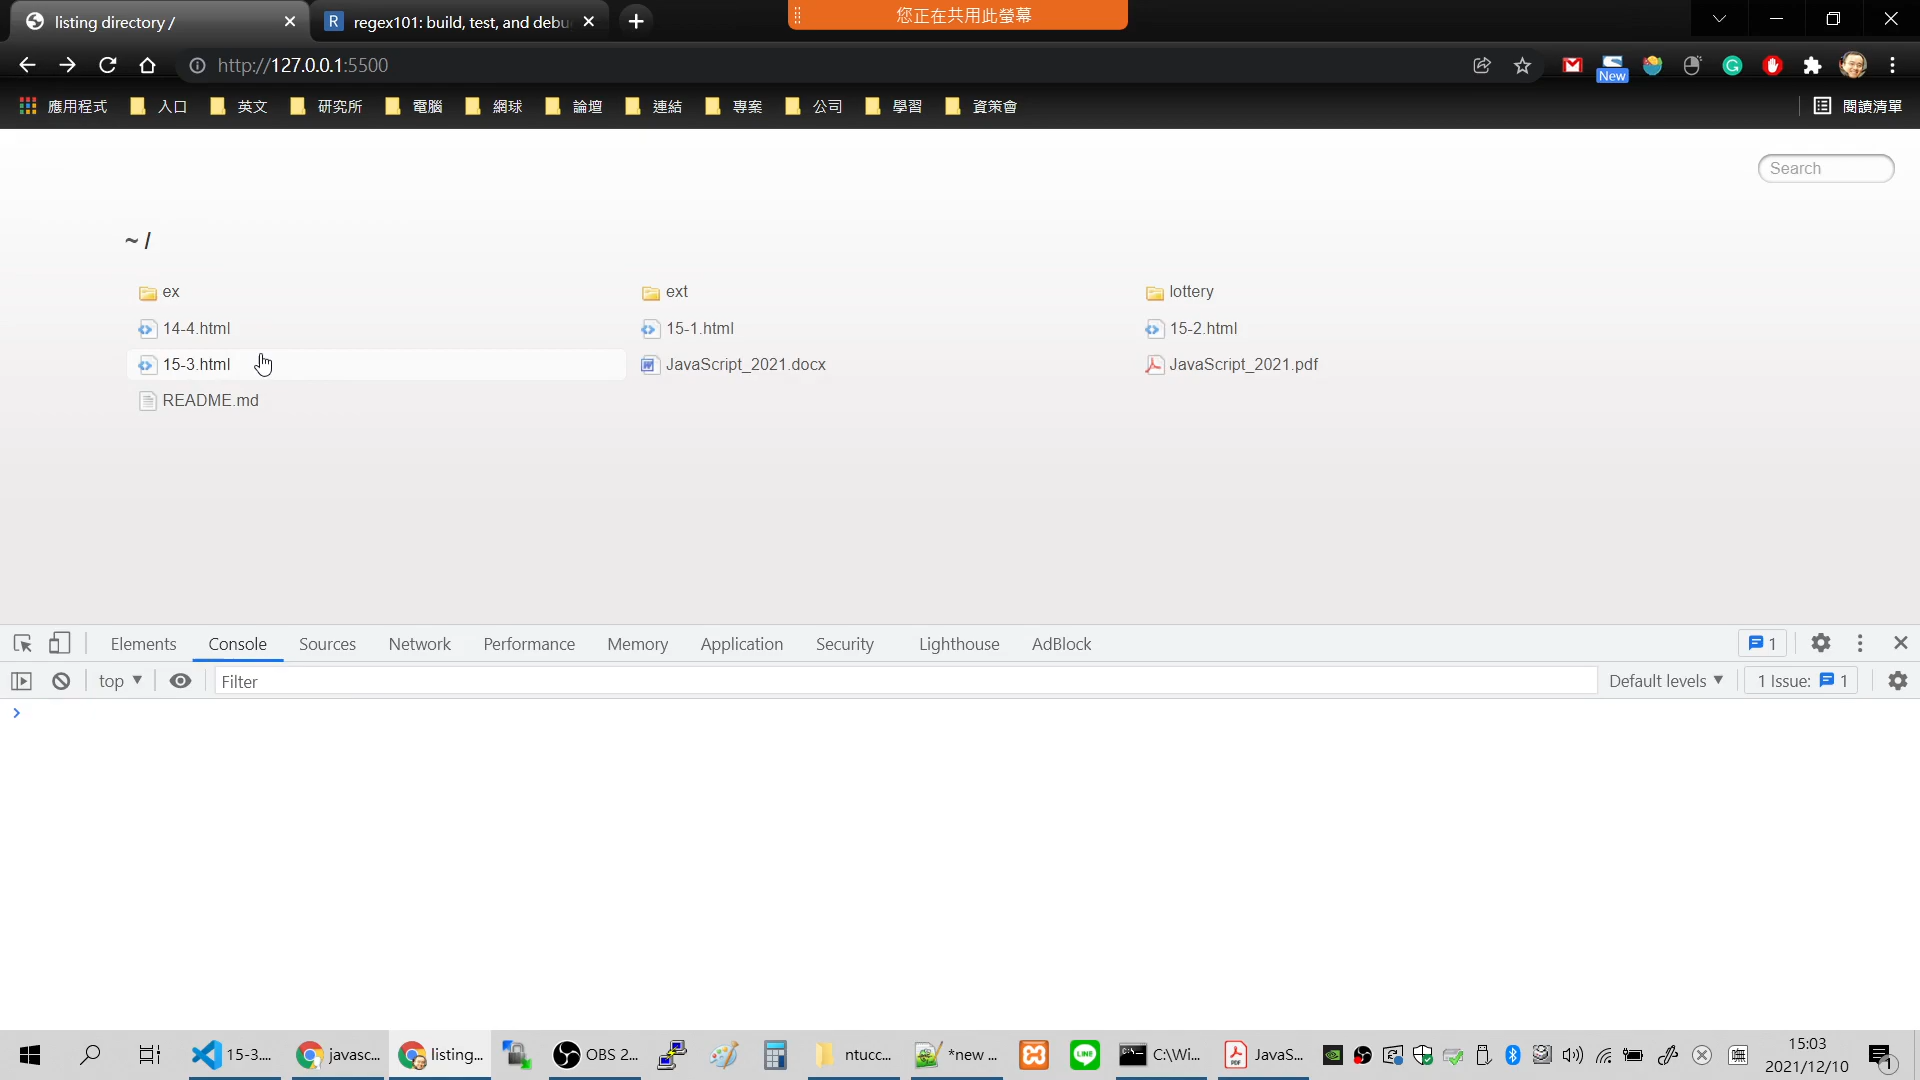 listing directory /
regex101: build, test, and debu
您正在共用此螢幕
http://127.0.0.1:5500
New
應用程式 入口 英文 研究所 電腦 網球 論壇 連結 專案 公司 學習 資策會 閱讀清單
Search
~ /
ex ext lottery
14-4.html 15-1.html 15-2.html
15-3.html JavaScript_2021.docx JavaScript_2021.pdf
README.md
Elements Console Sources Network Performance Memory Application Security Lighthouse AdBlock 1
top Filter Default levels 1 Issue: 1
15-3.... javasc... listing... OBS 2... ntucc... *new ... C:\Wi... JavaS... 15:03
2021/12/10 1